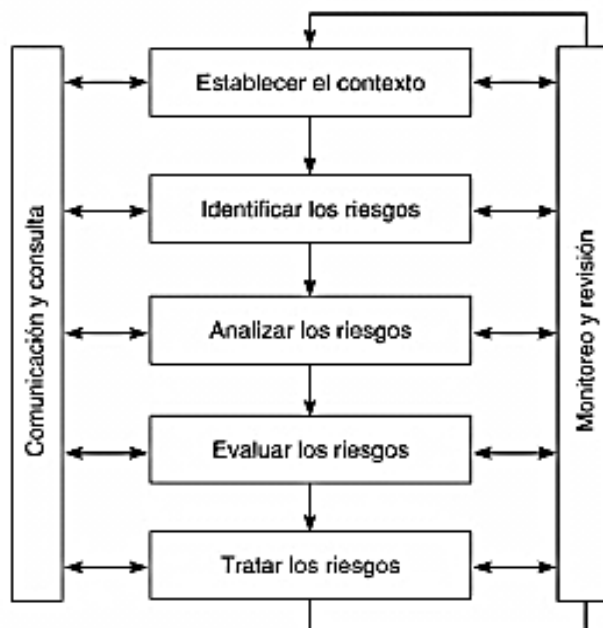 Establecer el contexto
Identificar los riesgos
Analizar los riesgos
Evaluar los riesgos
Tratar los riesgos
Comunicación y consulta
Monitoreo y revisión